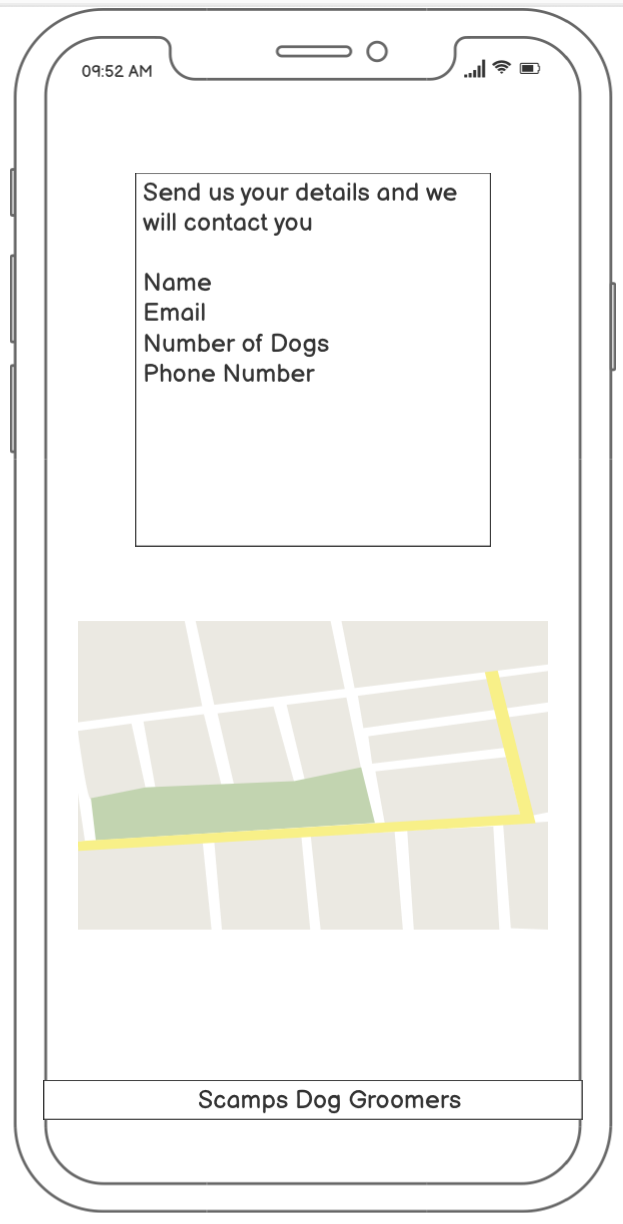 09:52 AM
Send us your details and we
will contact you
Name
Email
Number of Dogs
Phone Number
Scamps Dog Groomers